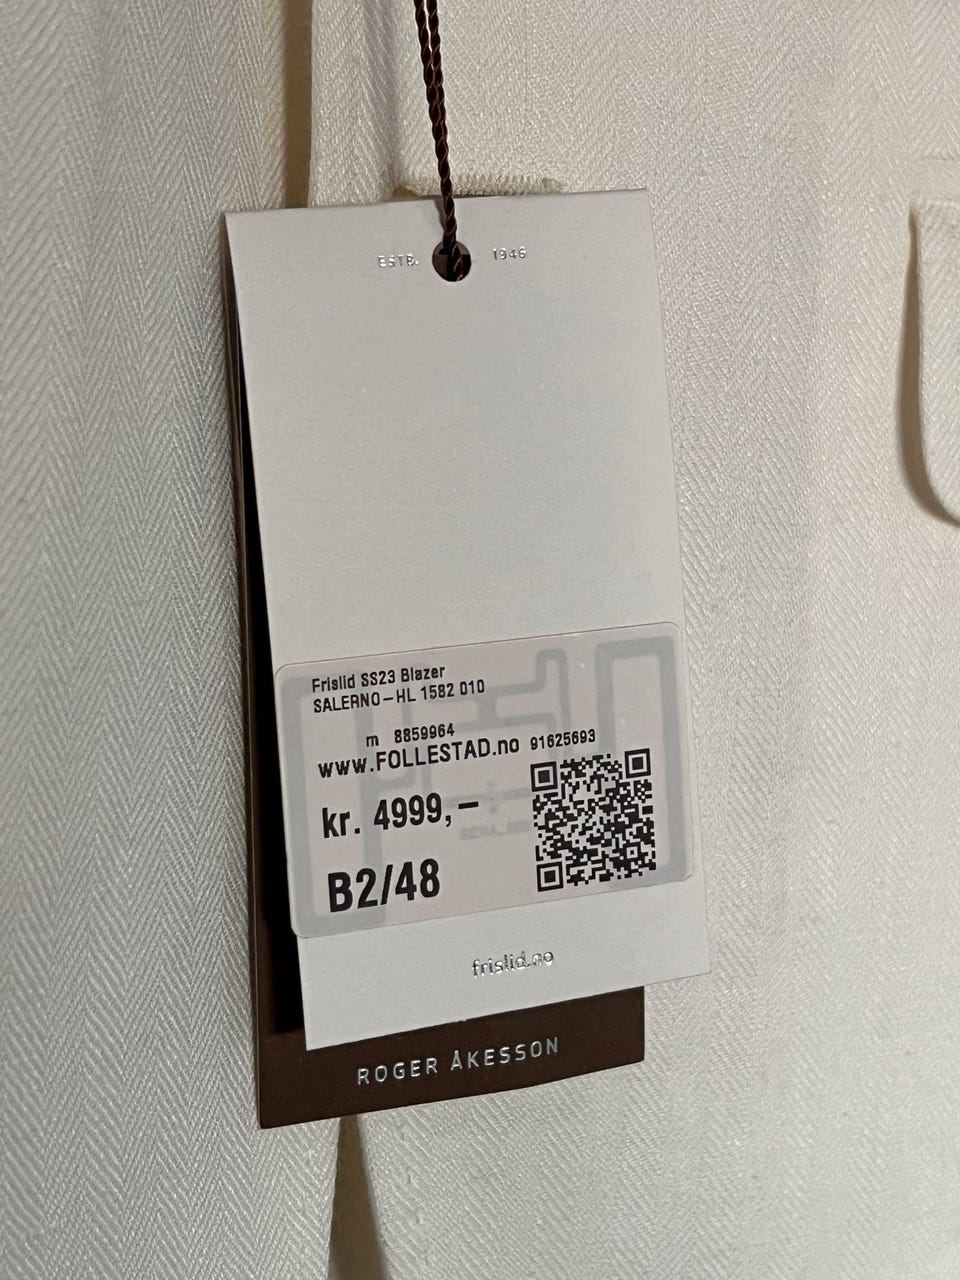 ESTB. 1946
Frislid SS23 Blazer
SALERNO-HL 1582 010
m 8859964
www.FOLLESTAD.no 91625693
kr. 4999,-
B2/48
frislid.no
ROGER ÅKESSON